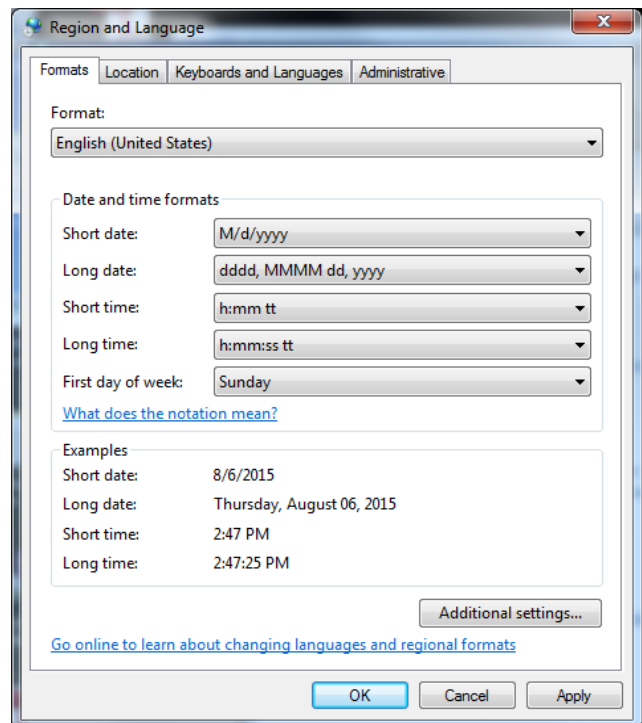 Region and Language
Formats Location Keyboards and Languages Administrative
Format:
English (United States)
Date and time formats
Short date: M/d/yyyy
Long date: dddd, MMMM dd, yyyy
Short time: h:mm tt
Long time: h:mm:ss tt
First day of week: Sunday
What does the notation mean?
Examples
Short date: 8/6/2015
Long date: Thursday, August 06, 2015
Short time: 2:47 PM
Long time: 2:47:25 PM
Additional settings...
Go online to learn about changing languages and regional formats
OK Cancel Apply